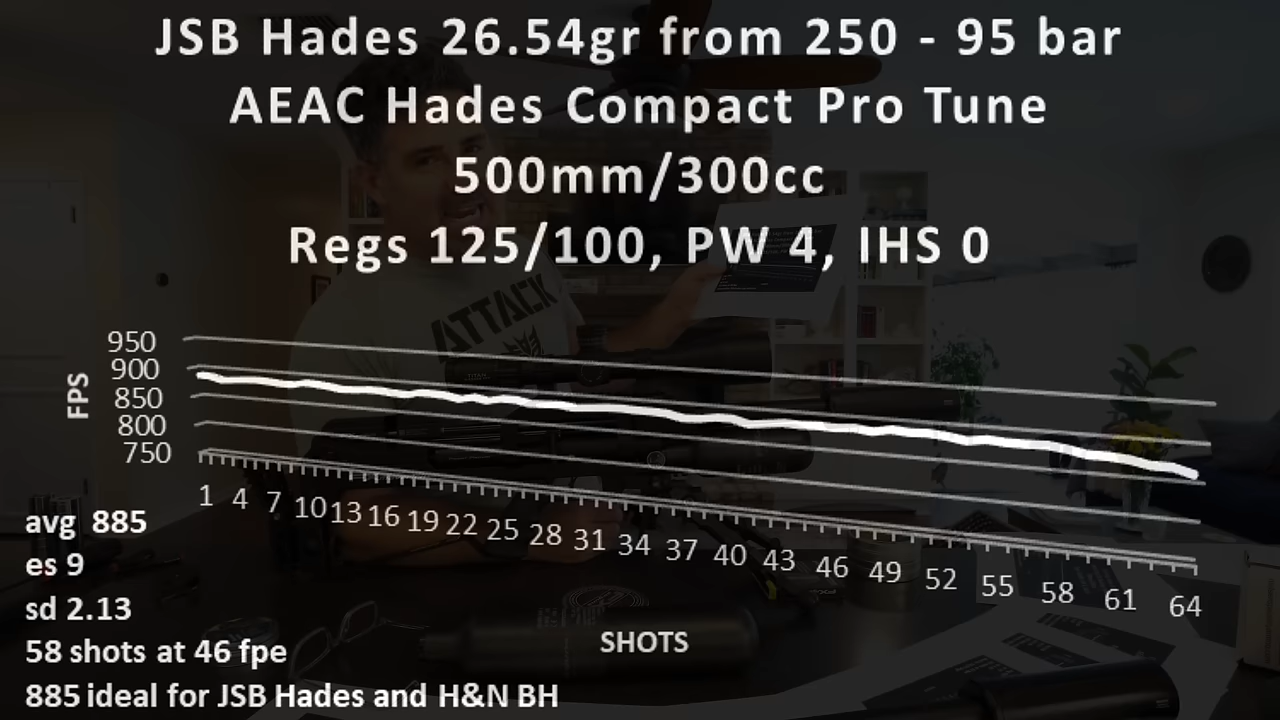 JSB Hades 26.54gr from 250 - 95 bar
AEAC Hades Compact Pro Tune
500mm/300cc
Regs 125/100, PW 4, IHS 0
ATTACK
FPS
950
900
850
800
750
1 4 7 10 13 16 19 22 25 28 31 34 37 40 43 46 49 52 55 58 61 64
SHOTS
avg 885
es 9
sd 2.13
58 shots at 46 fpe
885 ideal for JSB Hades and H&N BH